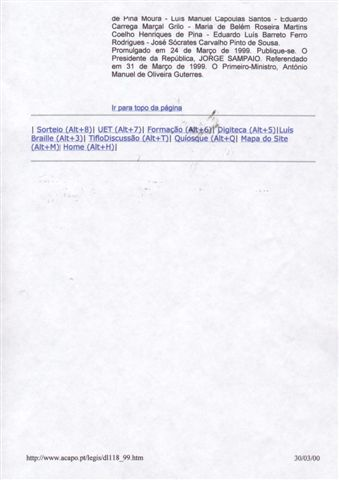 de Pina Moura - Luís Manuel Capoulas Santos - Eduardo
Carrega Marçal Grilo - Maria de Belém Roseira Martins
Coelho Henriques de Pina - Eduardo Luís Barreto Ferro
Rodrigues - José Sócrates Carvalho Pinto de Sousa.
Promulgado em 24 de Março de 1999. Publique-se. O
Presidente da República, JORGE SAMPAIO. Referendado
em 31 de Março de 1999. O Primeiro-Ministro, António
Manuel de Oliveira Guterres.
Ir para topo da página
| Sorteio (Alt+8)| UET (Alt+7)| Formação (Alt+6)| Digiteca (Alt+5)|Luís
Braille (Alt+3)| TifloDiscussão (Alt+T)| Quiosque (Alt+Q| Mapa do Site
(Alt+M)| Home (Alt+H)|
http://www.acapo.pt/legis/dl118_99.htm 30/03/00